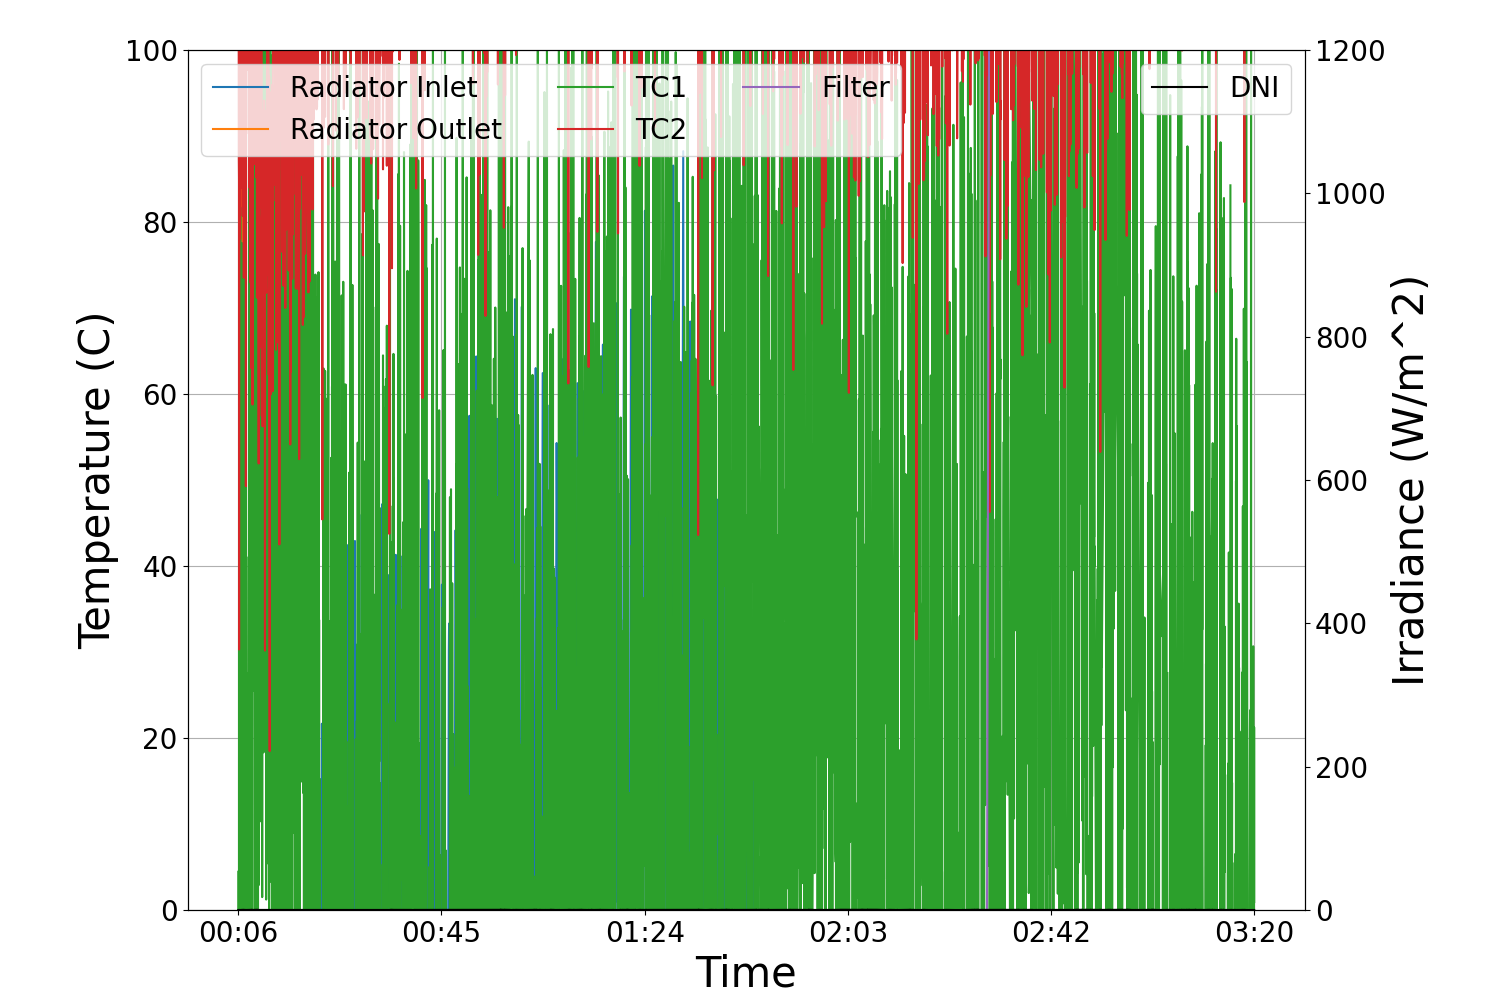 100
80
60
40
20
0
Temperature (C)
1200
1000
800
600
400
200
0
Irradiance (W/m^2)
Radiator Inlet
Radiator Outlet
TC1
TC2
Filter
DNI
00:06
00:45
01:24
02:03
02:42
03:20
Time